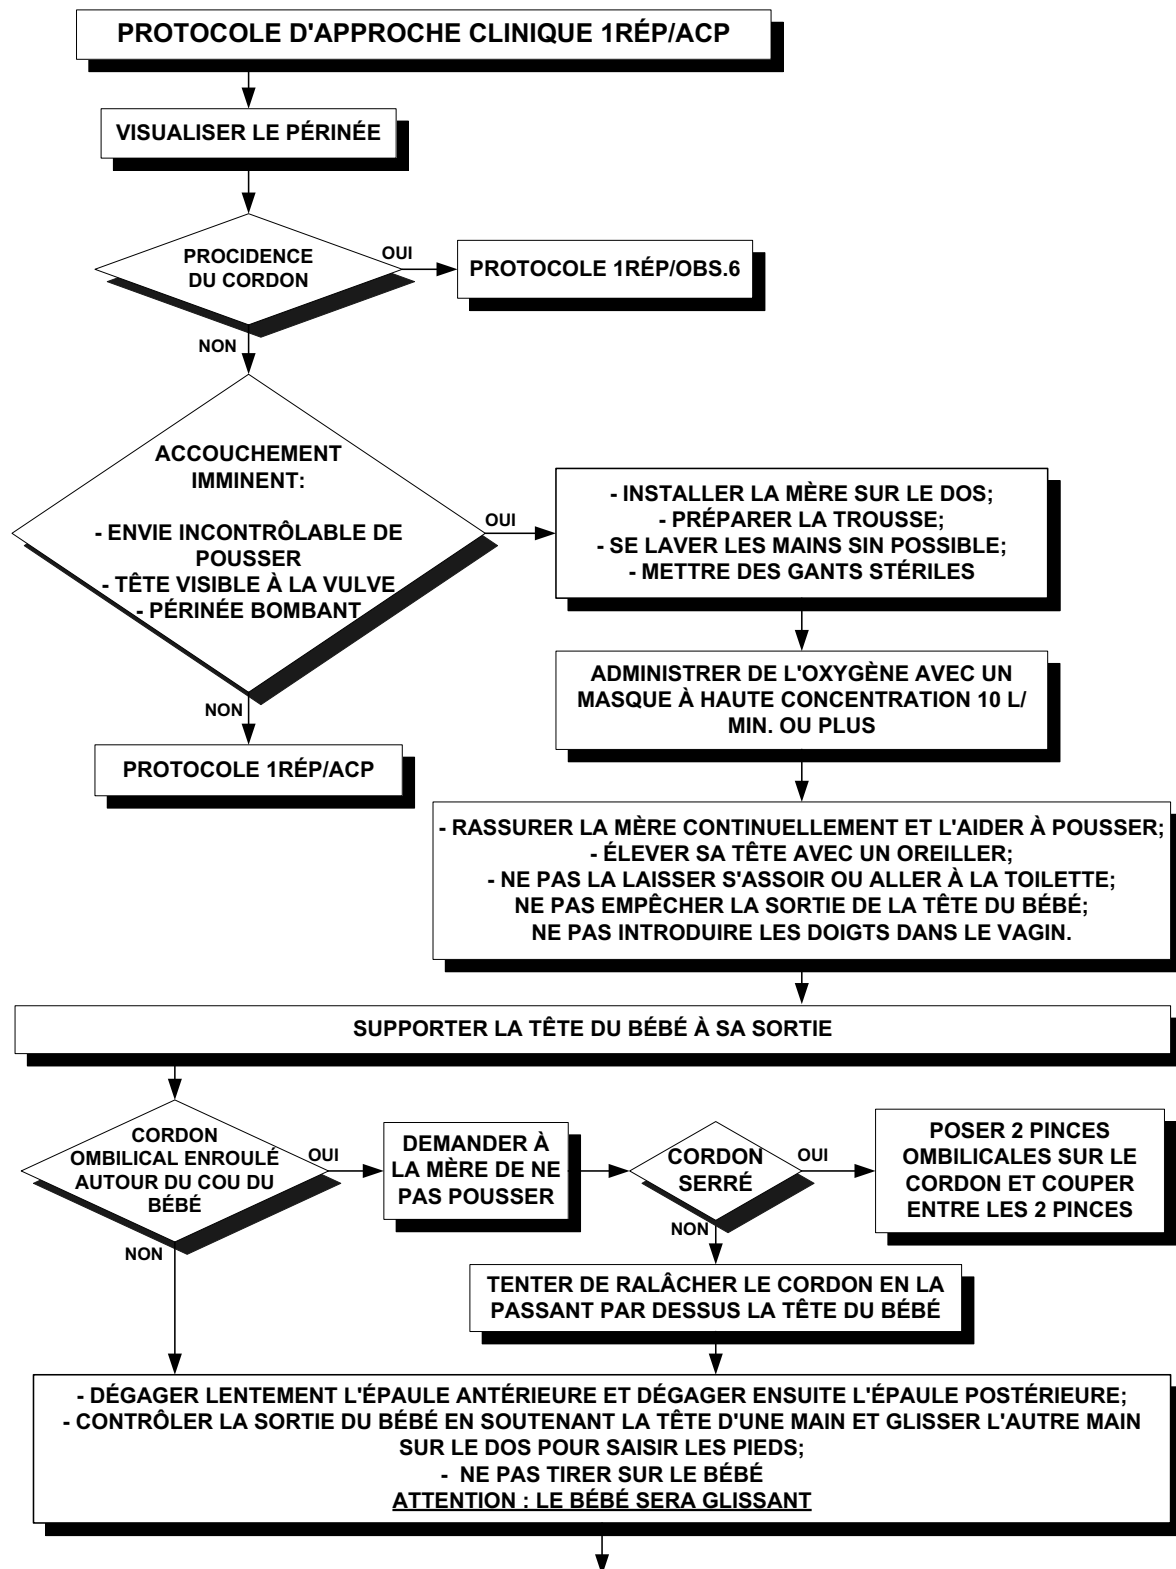 PROTOCOLE D'APPROCHE CLINIQUE 1RÉP/ACP
VISUALISER LE PÉRINÉE
PROCIDENCE
DU CORDON
OUI
PROTOCOLE 1RÉP/OBS.6
NON
ACCOUCHEMENT
IMMINENT:
- ENVIE INCONTRÔLABLE DE
POUSSER
- TÊTE VISIBLE À LA VULVE
- PÉRINÉE BOMBANT
OUI
- INSTALLER LA MÈRE SUR LE DOS;
- PRÉPARER LA TROUSSE;
- SE LAVER LES MAINS SIN POSSIBLE;
- METTRE DES GANTS STÉRILES
ADMINISTRER DE L'OXYGÈNE AVEC UN
MASQUE À HAUTE CONCENTRATION 10 L/
MIN. OU PLUS
NON
PROTOCOLE 1RÉP/ACP
- RASSURER LA MÈRE CONTINUELLEMENT ET L'AIDER À POUSSER;
- ÉLEVER SA TÊTE AVEC UN OREILLER;
- NE PAS LA LAISSER S'ASSOIR OU ALLER À LA TOILETTE;
NE PAS EMPÊCHER LA SORTIE DE LA TÊTE DU BÉBÉ;
NE PAS INTRODUIRE LES DOIGTS DANS LE VAGIN.
SUPPORTER LA TÊTE DU BÉBÉ À SA SORTIE
CORDON
OMBILICAL ENROULÉ
AUTOUR DU COU DU
BÉBÉ
OUI
DEMANDER À
LA MÈRE DE NE
PAS POUSSER
CORDON
SERRÉ
OUI
POSER 2 PINCES
OMBILICALES SUR LE
CORDON ET COUPER
ENTRE LES 2 PINCES
NON
NON
TENTER DE RALÂCHER LE CORDON EN LA
PASSANT PAR DESSUS LA TÊTE DU BÉBÉ
- DÉGAGER LENTEMENT L'ÉPAULE ANTÉRIEURE ET DÉGAGER ENSUITE L'ÉPAULE POSTÉRIEURE;
- CONTRÔLER LA SORTIE DU BÉBÉ EN SOUTENANT LA TÊTE D'UNE MAIN ET GLISSER L'AUTRE MAIN
SUR LE DOS POUR SAISIR LES PIEDS;
- NE PAS TIRER SUR LE BÉBÉ
ATTENTION : LE BÉBÉ SERA GLISSANT